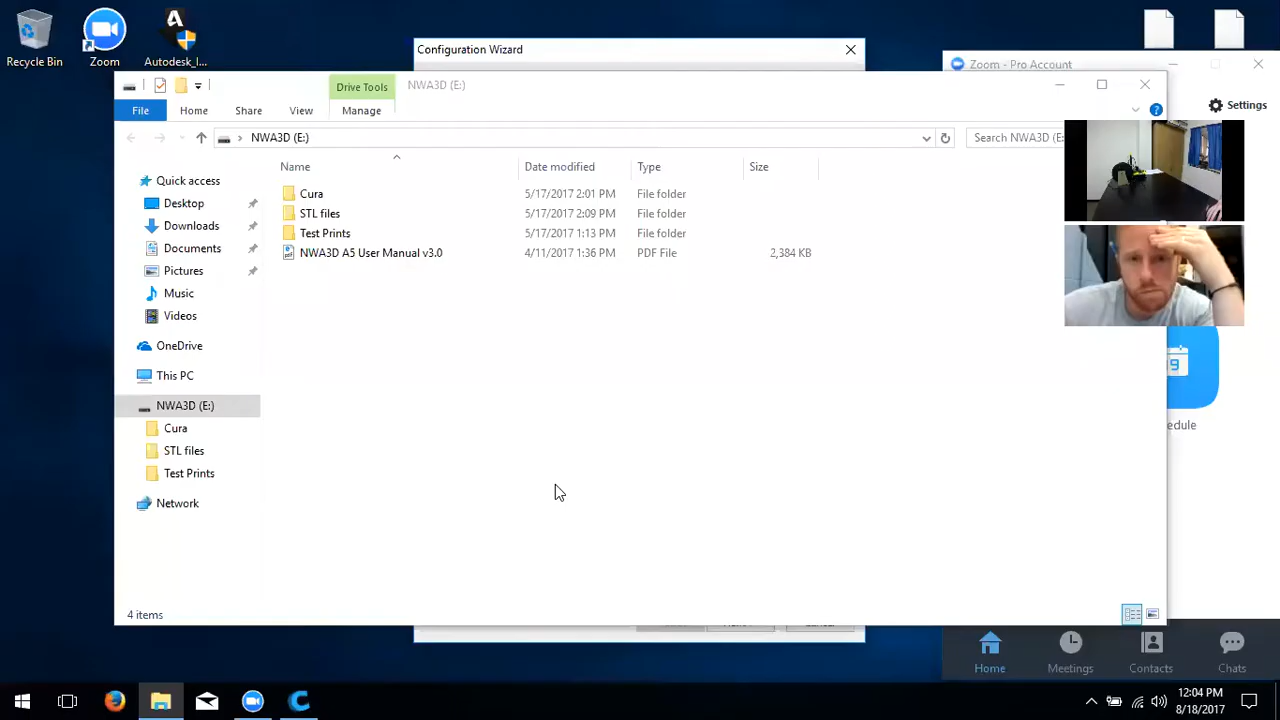 Recycle Bin
Zoom
Autodesk_I...
Configuration Wizard
Zoom - Pro Account
Settings
Drive Tools
NWA3D (E:)
File
Home
Share
View
Manage
NWA3D (E:)
Search NWA3D (E:
Name
Date modified
Type
Size
Cura
5/17/2017 2:01 PM
File folder
STL files
5/17/2017 2:09 PM
File folder
Test Prints
5/17/2017 1:13 PM
File folder
NWA3D A5 User Manual v3.0
4/11/2017 1:36 PM
PDF File
2,384 KB
Quick access
Desktop
Downloads
Documents
Pictures
Music
Videos
OneDrive
This PC
NWA3D (E:)
Cura
STL files
Test Prints
Network
4 items
19
edule
Home
Meetings
Contacts
Chats
12:04 PM
8/18/2017